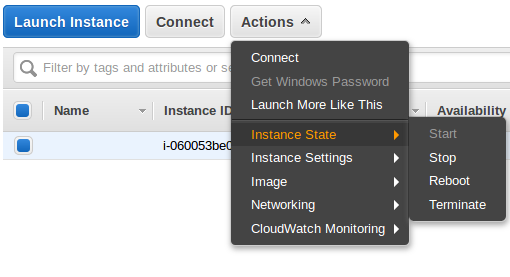 Launch Instance Connect Actions
Connect
Filter by tags and attributes or se
Get Windows Password
Launch More Like This
Name Instance ID Availability
Instance State Start
i-060053be0
Instance Settings Stop
Image Reboot
Networking Terminate
CloudWatch Monitoring